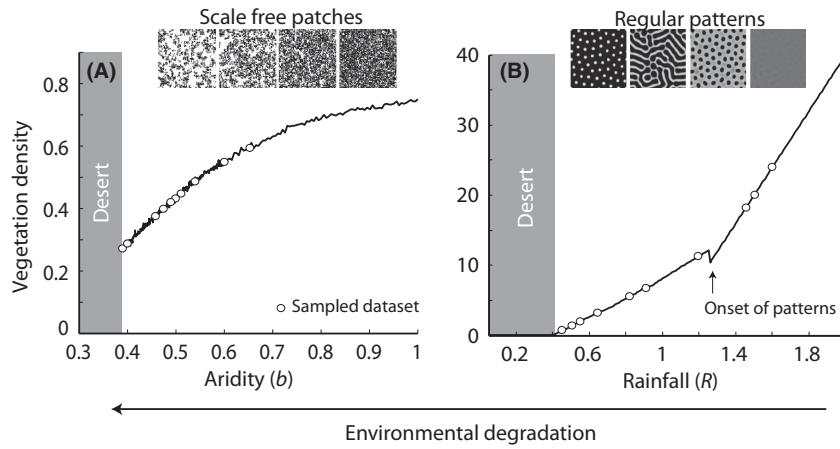 Scale free patches
Regular patterns
(A)
(B)
Vegetation density
0.8
0.6
0.4
0.2
0
Desert
Sampled dataset
0.3 0.4 0.5 0.6 0.7 0.8 0.9 1
Aridity (b)
40
30
20
10
0
Desert
Onset of patterns
0.2 0.6 1 1.4 1.8
Rainfall (R)
Environmental degradation